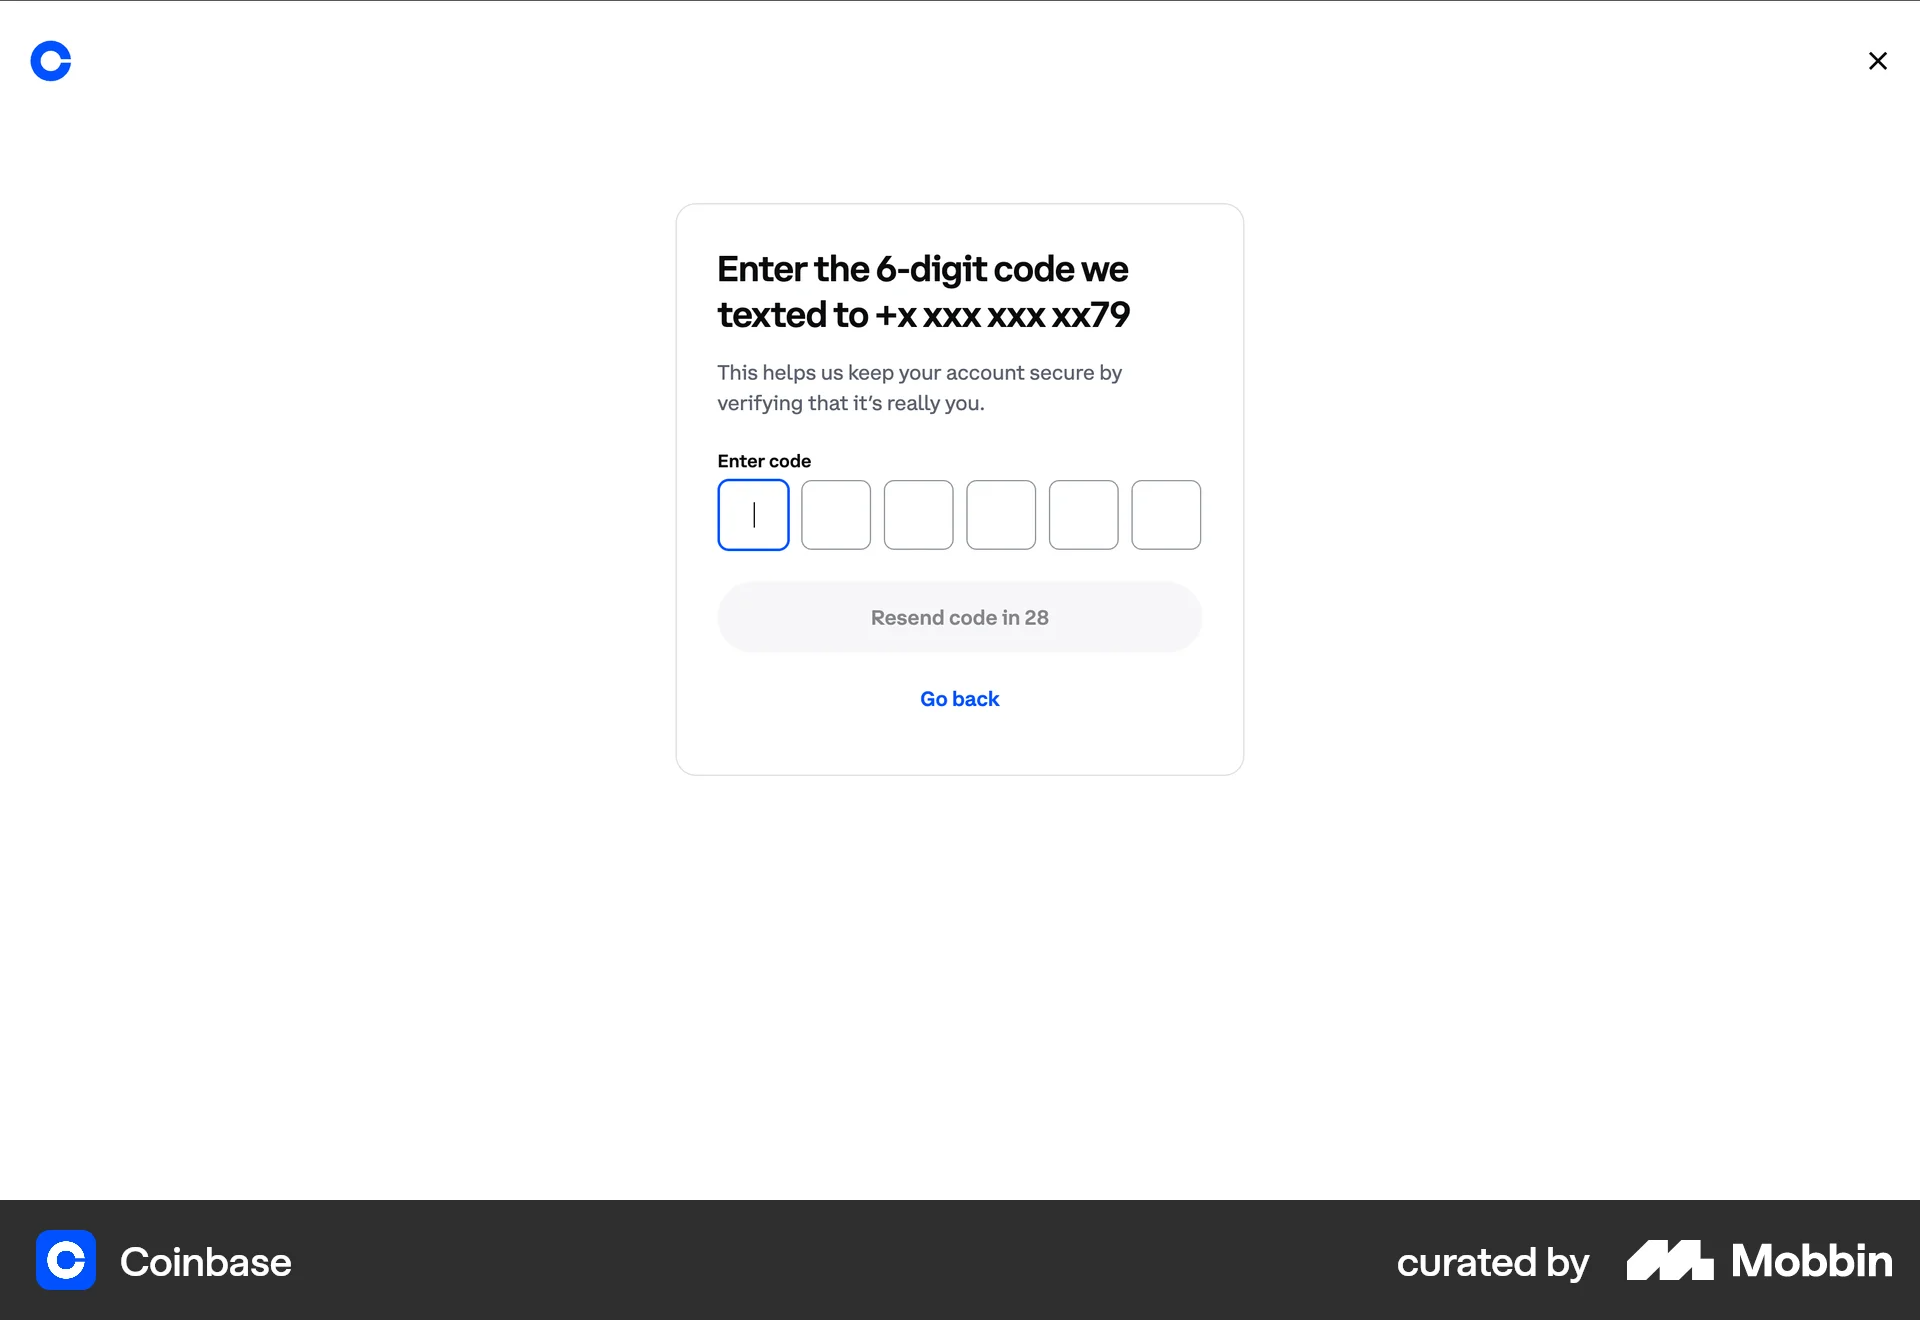 Enter the 6-digit code we
texted to +x xxx xxx xx79
This helps us keep your account secure by
verifying that it’s really you.
Enter code
Resend code in 28
Go back
Coinbase
curated by Mobbin